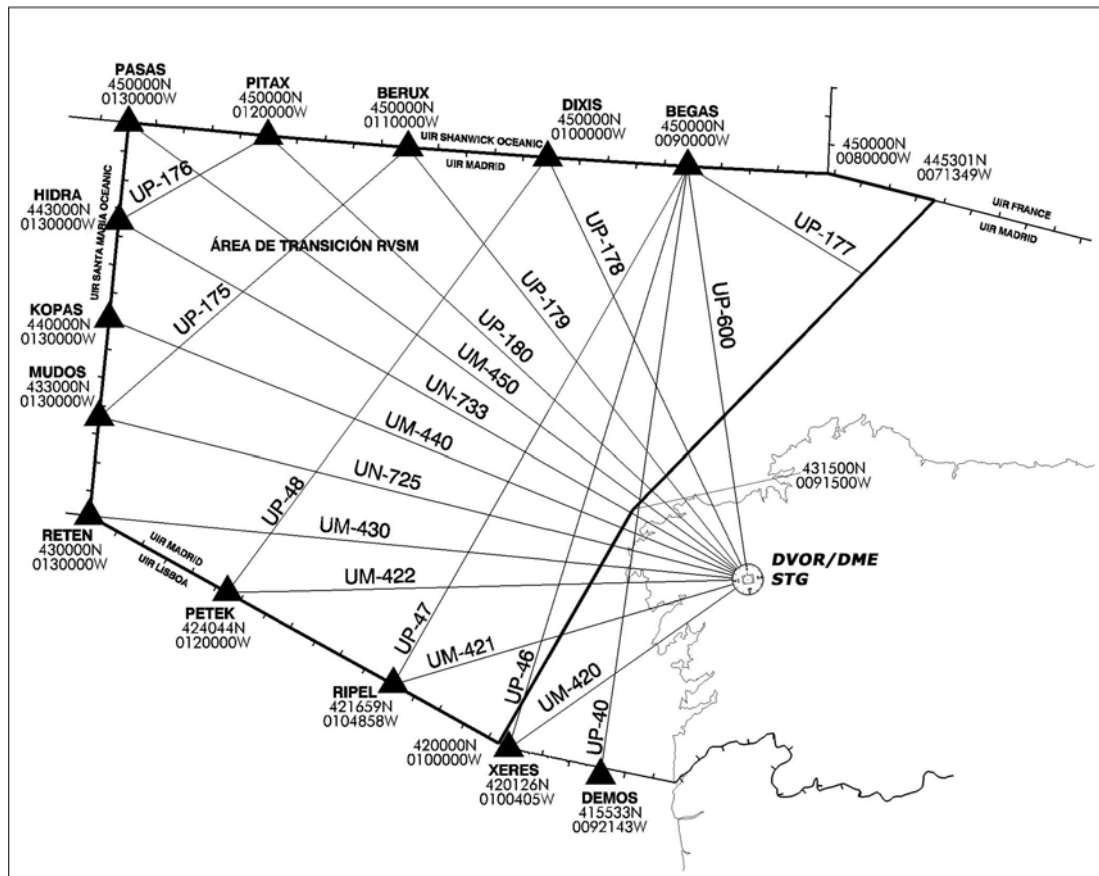 PASAS
450000N
0130000W
PITAX
450000N
0120000W
BERUX
450000N
0110000W
DIXIS
450000N
0100000W
BEGAS
450000N
0090000W
450000N
0080000W
445301N
0071349W
UIR SHANWICK OCEANIC
UIR MADRID
UIR FRANCE
UIR MADRID
HIDRA
443000N
0130000W
UIR SANTA MARIA OCEANIC
UP-176
ÁREA DE TRANSICIÓN RVSM
UP-175
UP-177
UP-178
UP-179
UP-600
UP-180
UM-450
UN-733
KOPAS
440000N
0130000W
MUDOS
433000N
0130000W
UM-440
UN-725
UP-48
UM-430
431500N
0091500W
RETEN
430000N
0130000W
UIR MADRID
UIR LISBOA
UM-422
DVOR/DME
STG
PETEK
424044N
0120000W
UP-47
UM-421
UP-46
UM-420
UP-40
RIPEL
421659N
0104858W
420000N
0100000W
XERES
420126N
0100405W
DEMOS
415533N
0092143W